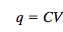 q = CV